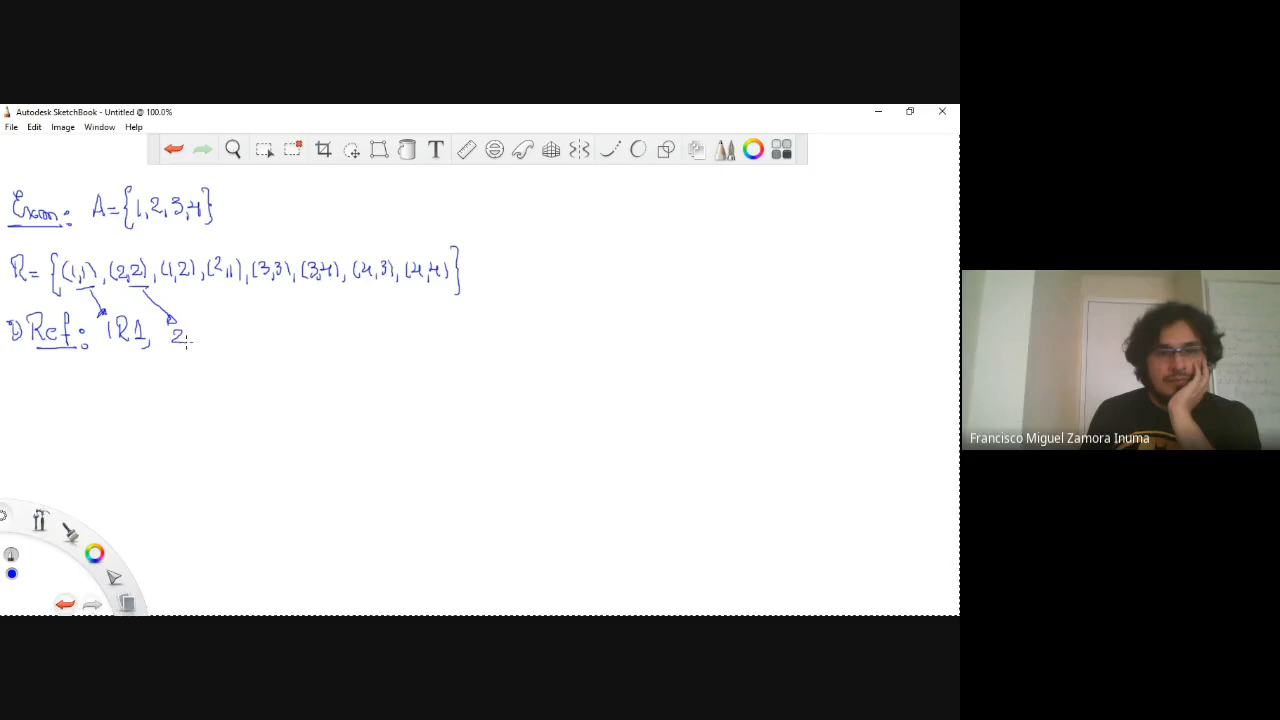 Autodesk SketchBook - Untitled @ 100.0%
File Edit Image Window Help
T
Exam: A={1,2,3,4}
R= {(1,1), (2,2), (1,2), (2,1), (3,3), (3,4), (4,3), (4,4)}
i) Ref: 1R1, 2
Francisco Miguel Zamora Inuma